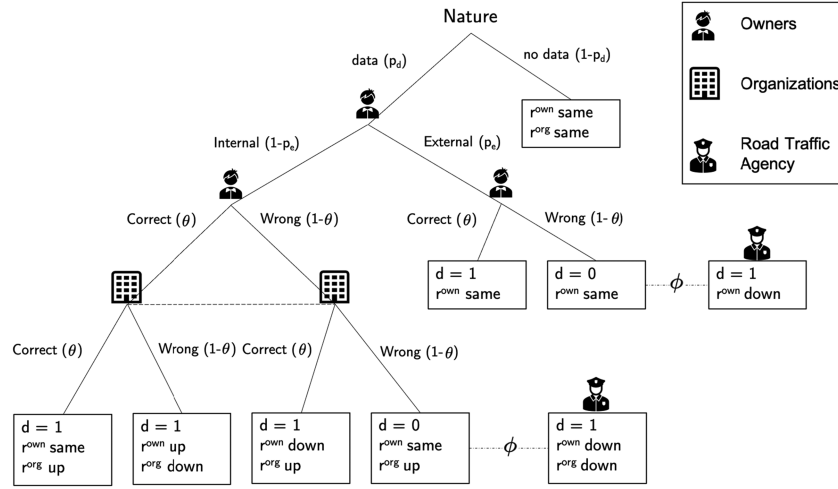 Nature
Owners
Organizations
Road Traffic
Agency
data (p_d)
no data (1-p_d)
r^own same
r^org same
Internal (1-p_e)
External (p_e)
Correct (θ)
Wrong (1-θ)
Correct (θ)
Wrong (1-θ)
d = 1
r^own same
d = 0
r^own same
ϕ
d = 1
r^own down
Correct (θ)
Wrong (1-θ)
Correct (θ)
Wrong (1-θ)
d = 1
r^own same
r^org up
d = 1
r^own up
r^org down
d = 1
r^own down
r^org up
d = 0
r^own same
r^org up
ϕ
d = 1
r^own down
r^org down